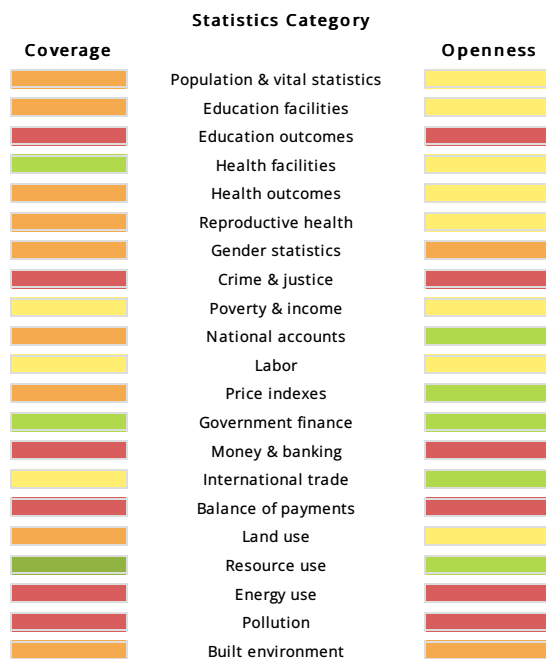 Statistics Category
Coverage Openness
Population & vital statistics
Education facilities
Education outcomes
Health facilities
Health outcomes
Reproductive health
Gender statistics
Crime & justice
Poverty & income
National accounts
Labor
Price indexes
Government finance
Money & banking
International trade
Balance of payments
Land use
Resource use
Energy use
Pollution
Built environment